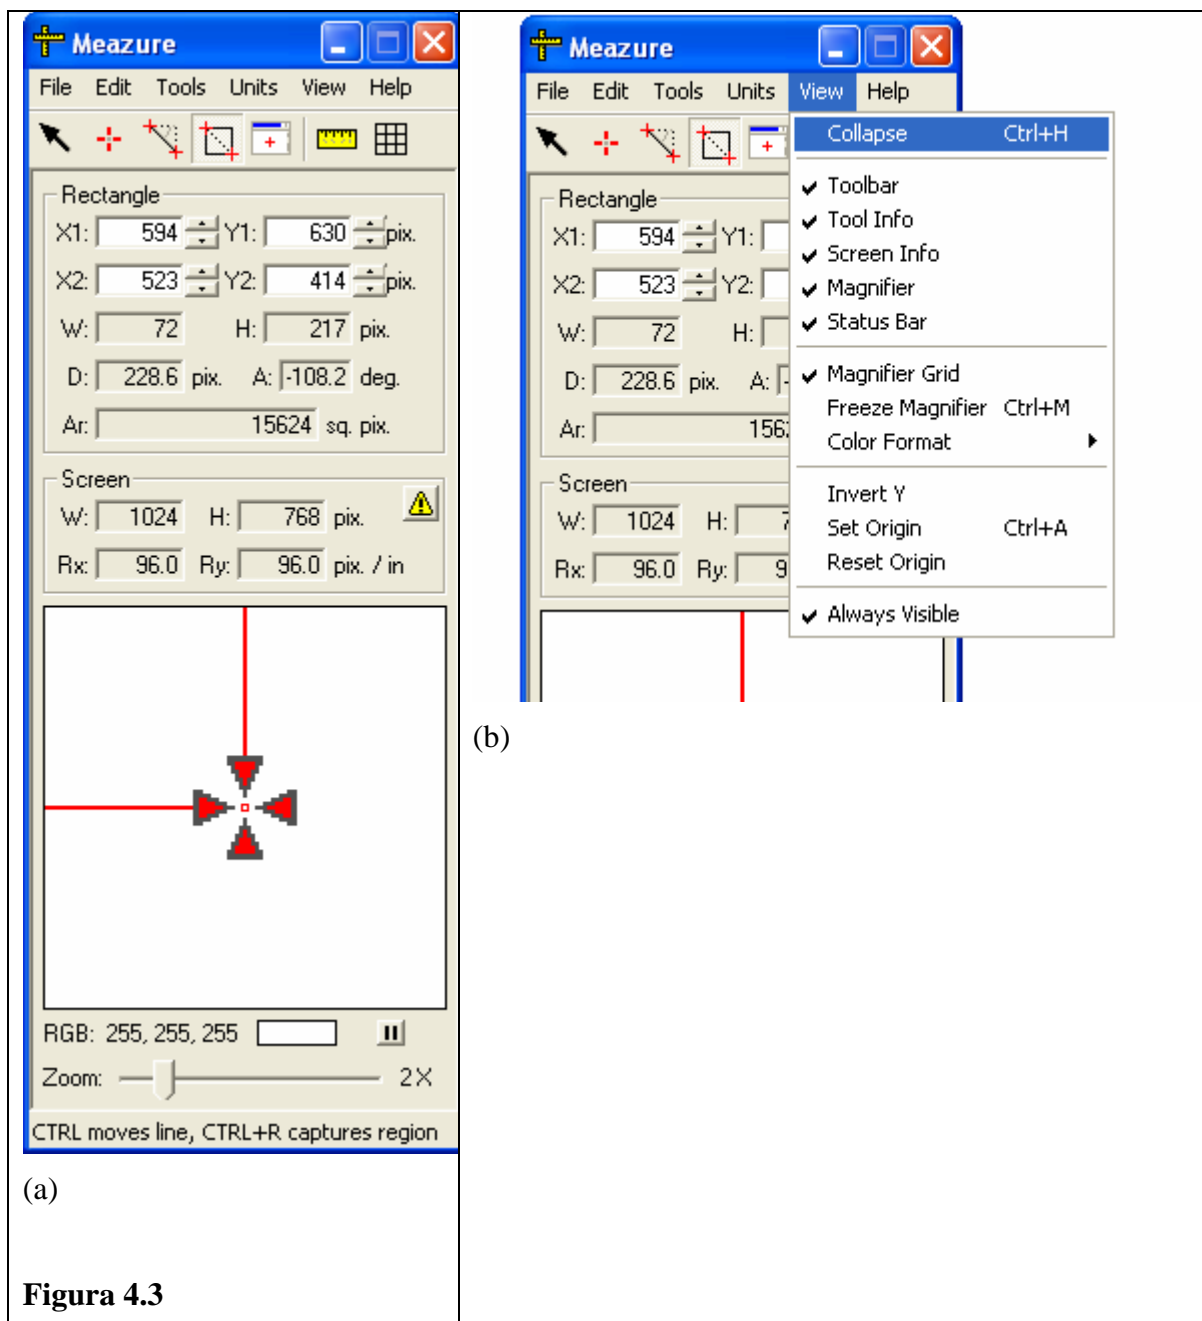 Meazure
File Edit Tools Units View Help
Rectangle
X1: 594 Y1: 630 pix.
X2: 523 Y2: 414 pix.
W: 72 H: 217 pix.
D: 228.6 pix. A: -108.2 deg.
Ar: 15624 sq. pix.
Screen
W: 1024 H: 768 pix.
Rx: 96.0 Ry: 96.0 pix. / in
RGB: 255, 255, 255
Zoom: 2X
CTRL moves line, CTRL+R captures region
(a)
Figura 4.3
Meazure
File Edit Tools Units View Help
Rectangle
X1: 594 Y1:
X2: 523 Y2:
W: 72 H:
D: 228.6 pix. A: -
Ar: 156
Screen
W: 1024 H: 7
Rx: 96.0 Ry: 9
Collapse Ctrl+H
Toolbar
Tool Info
Screen Info
Magnifier
Status Bar
Magnifier Grid
Freeze Magnifier Ctrl+M
Color Format
Invert Y
Set Origin Ctrl+A
Reset Origin
Always Visible
(b)